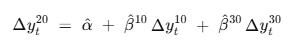 Δy_t^{20} = α̂ + β̂^{10} Δy_t^{10} + β̂^{30} Δy_t^{30}